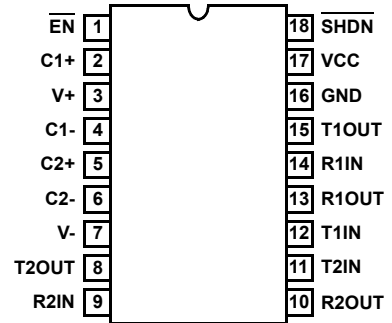 EN 1 18 SHDN
C1+ 2 17 VCC
V+ 3 16 GND
C1- 4 15 T1OUT
C2+ 5 14 R1IN
C2- 6 13 R1OUT
V- 7 12 T1IN
T2OUT 8 11 T2IN
R2IN 9 10 R2OUT